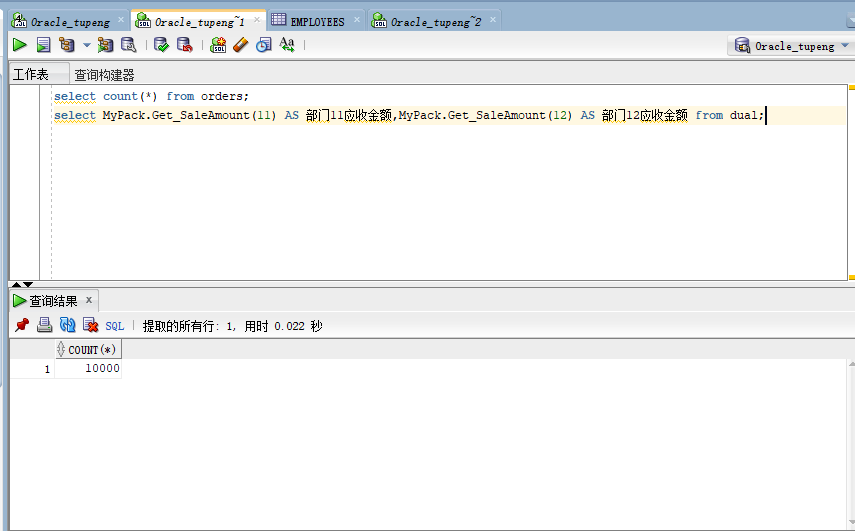 Oracle_tupeng Oracle_tupeng~1 EMPLOYEES Oracle_tupeng~2
Oracle_tupeng
工作表 查询构建器
select count(*) from orders;
select MyPack.Get_SaleAmount(11) AS 部门11应收金额,MyPack.Get_SaleAmount(12) AS 部门12应收金额 from dual;
查询结果 x
SQL | 提取的所有行: 1, 用时 0.022 秒
COUNT(*)
1 10000